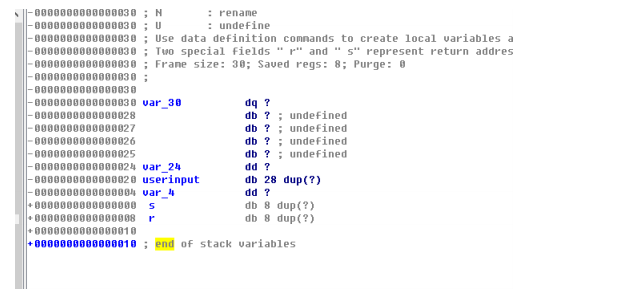 -0000000000000030 ; N      : rename
-0000000000000030 ; U      : undefine
-0000000000000030 ; Use data definition commands to create local variables a
-0000000000000030 ; Two special fields " r" and " s" represent return addres
-0000000000000030 ; Frame size: 30; Saved regs: 8; Purge: 0
-0000000000000030 ;
-0000000000000030
-0000000000000030 var_30          dq ?
-0000000000000028                 db ? ; undefined
-0000000000000027                 db ? ; undefined
-0000000000000026                 db ? ; undefined
-0000000000000025                 db ? ; undefined
-0000000000000024 var_24          dd ?
-0000000000000020 userinput       db 28 dup(?)
-0000000000000004 var_4           dd ?
+0000000000000000  s              db 8 dup(?)
+0000000000000008  r              db 8 dup(?)
+0000000000000010
+0000000000000010 ; end of stack variables